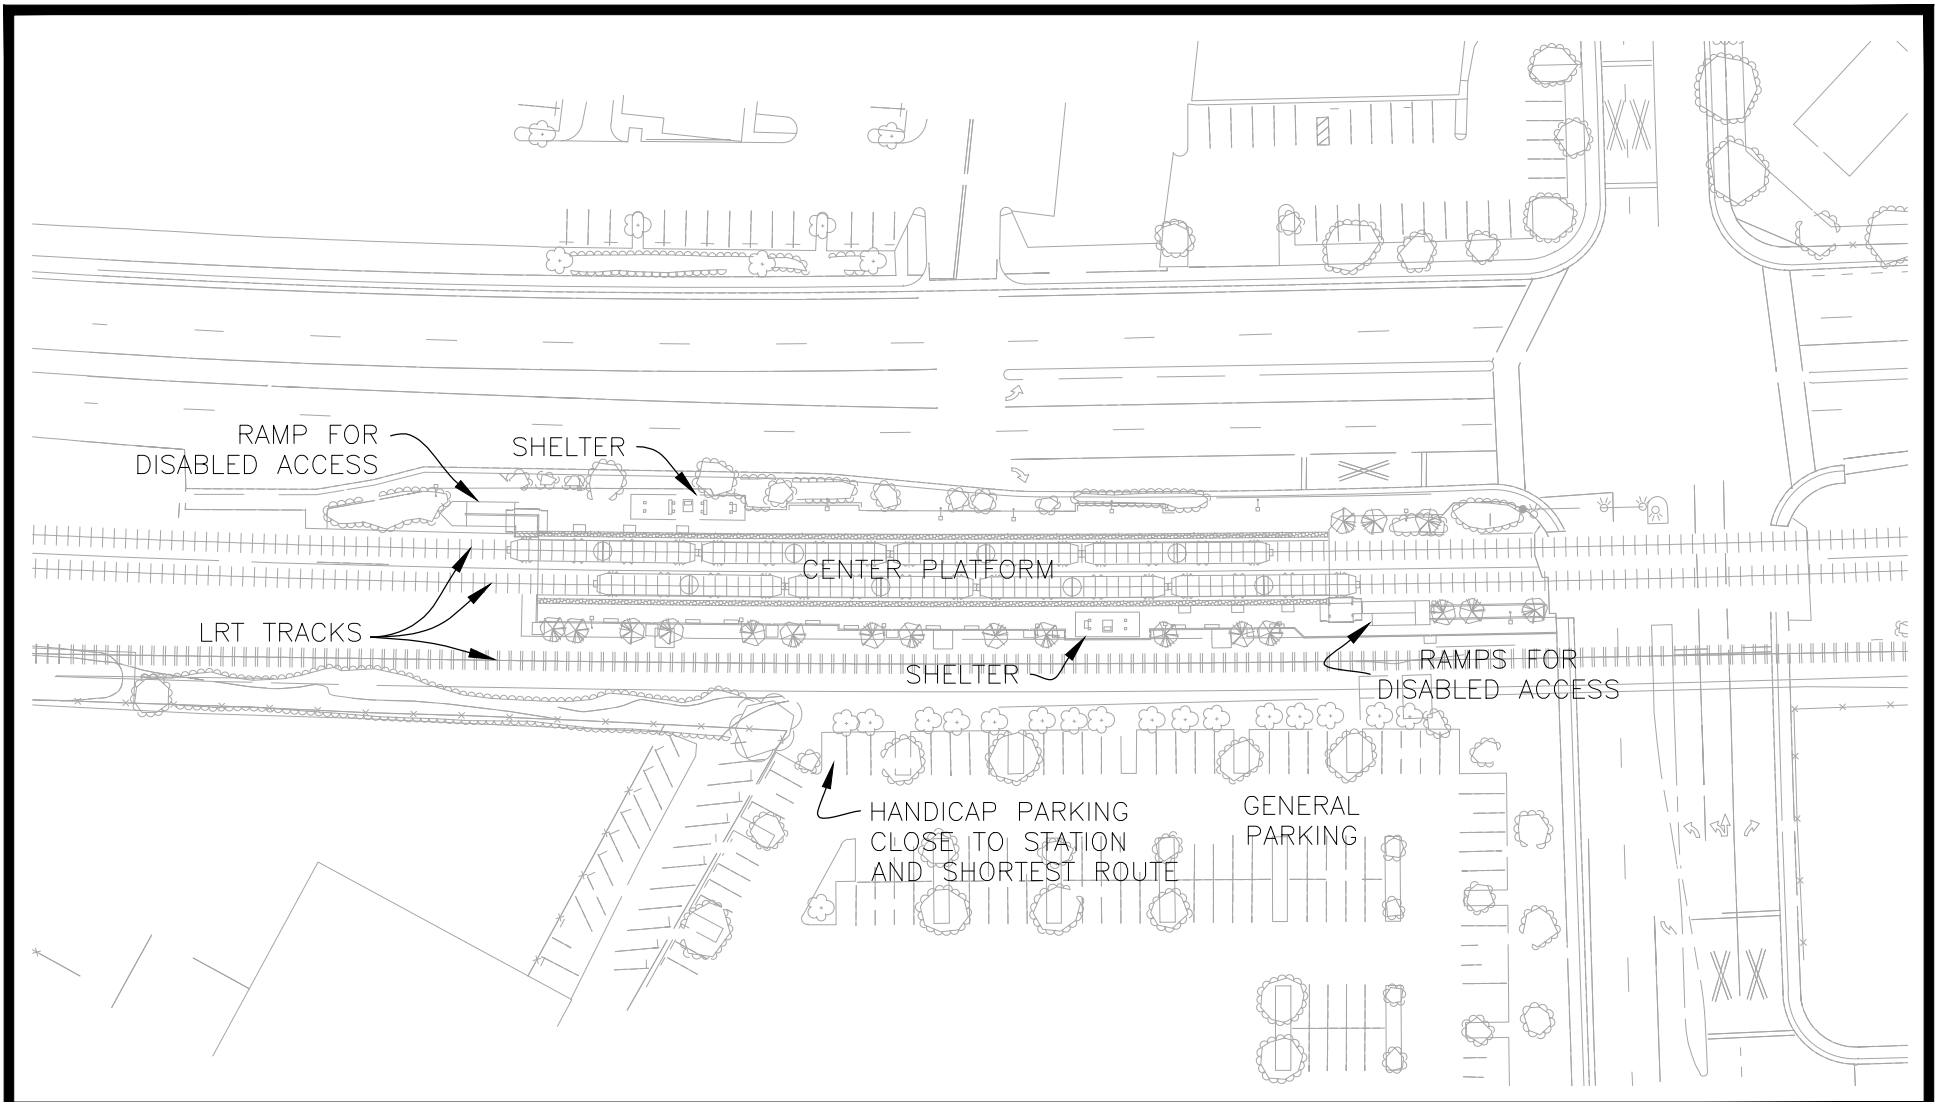 RAMP FOR
DISABLED ACCESS
SHELTER
CENTER PLATFORM
LRT TRACKS
SHELTER
RAMPS FOR
DISABLED ACCESS
HANDICAP PARKING
CLOSE TO STATION
AND SHORTEST ROUTE
GENERAL
PARKING